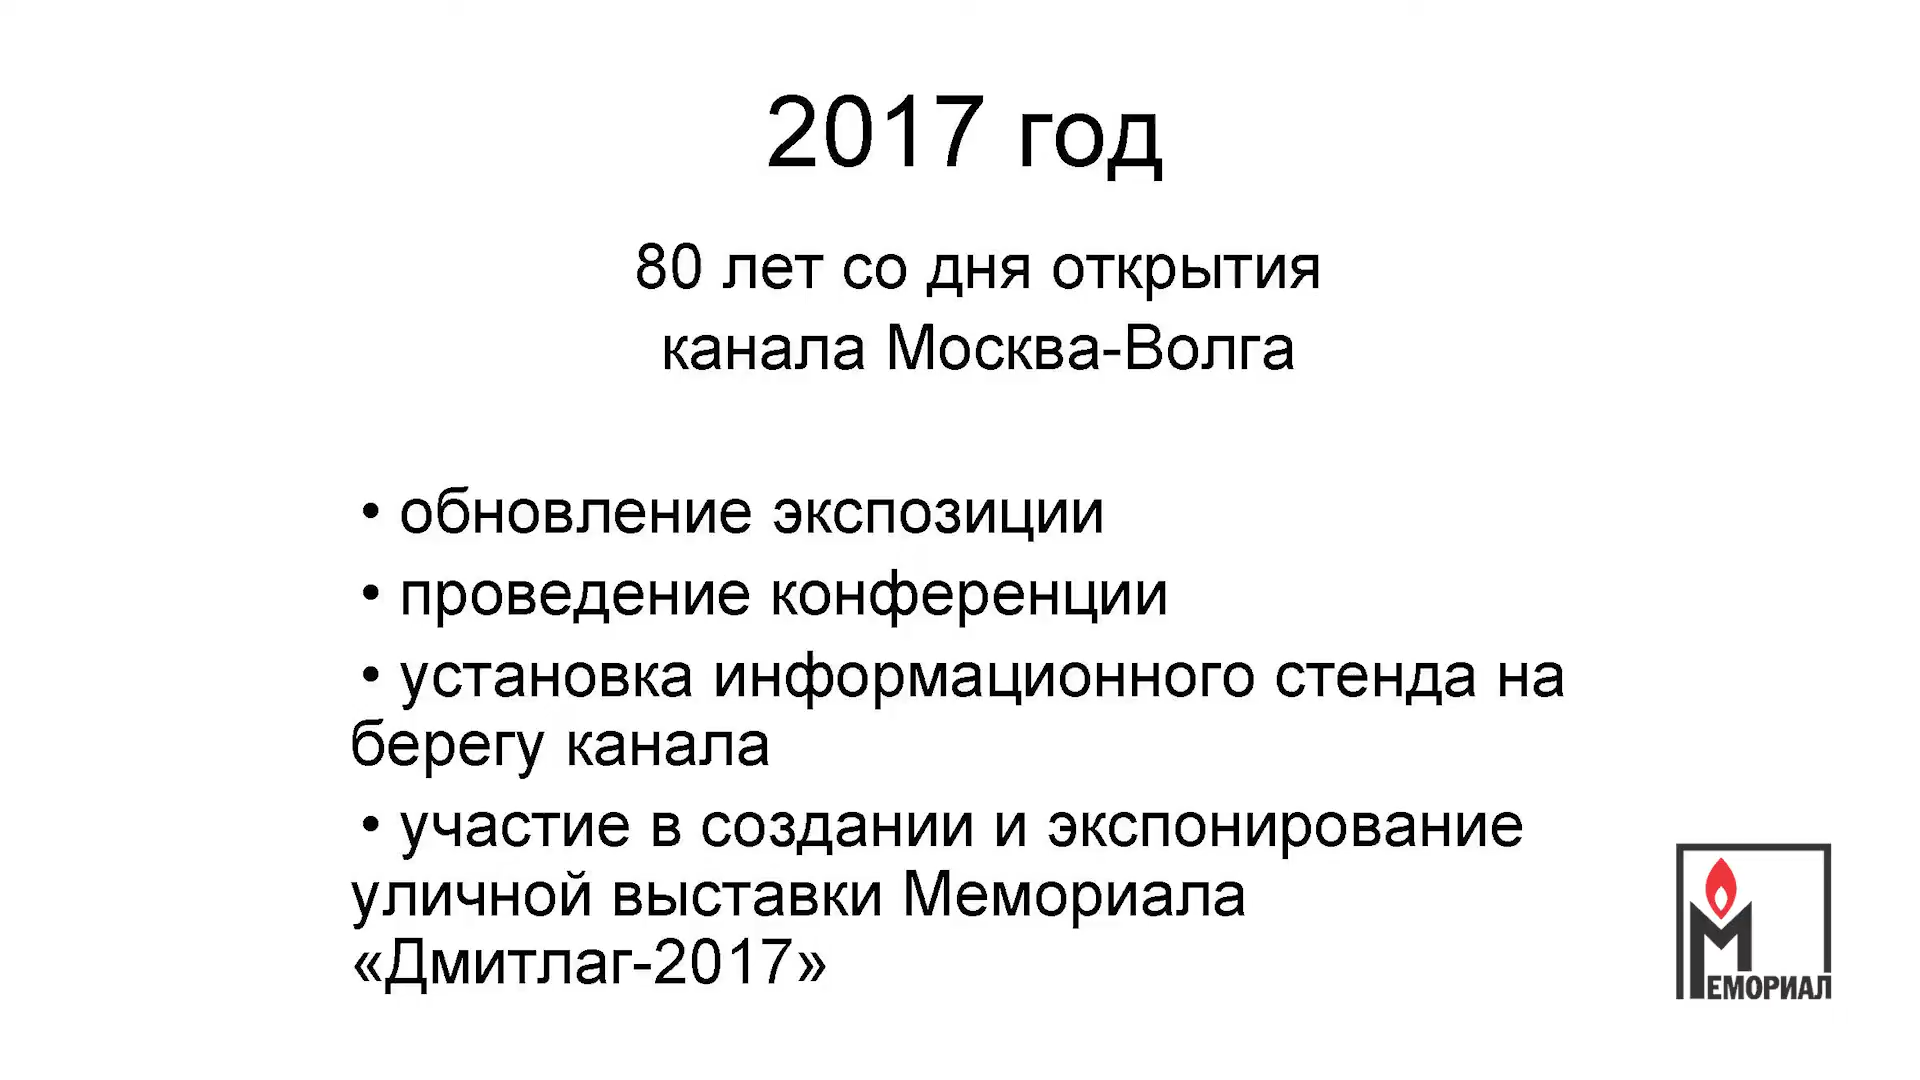 2017 год
80 лет со дня открытия
канала Москва-Волга
• обновление экспозиции
• проведение конференции
• установка информационного стенда на
берегу канала
• участие в создании и экспонирование
уличной выставки Мемориала
«Дмитлаг-2017»
МЕМОРИАЛ